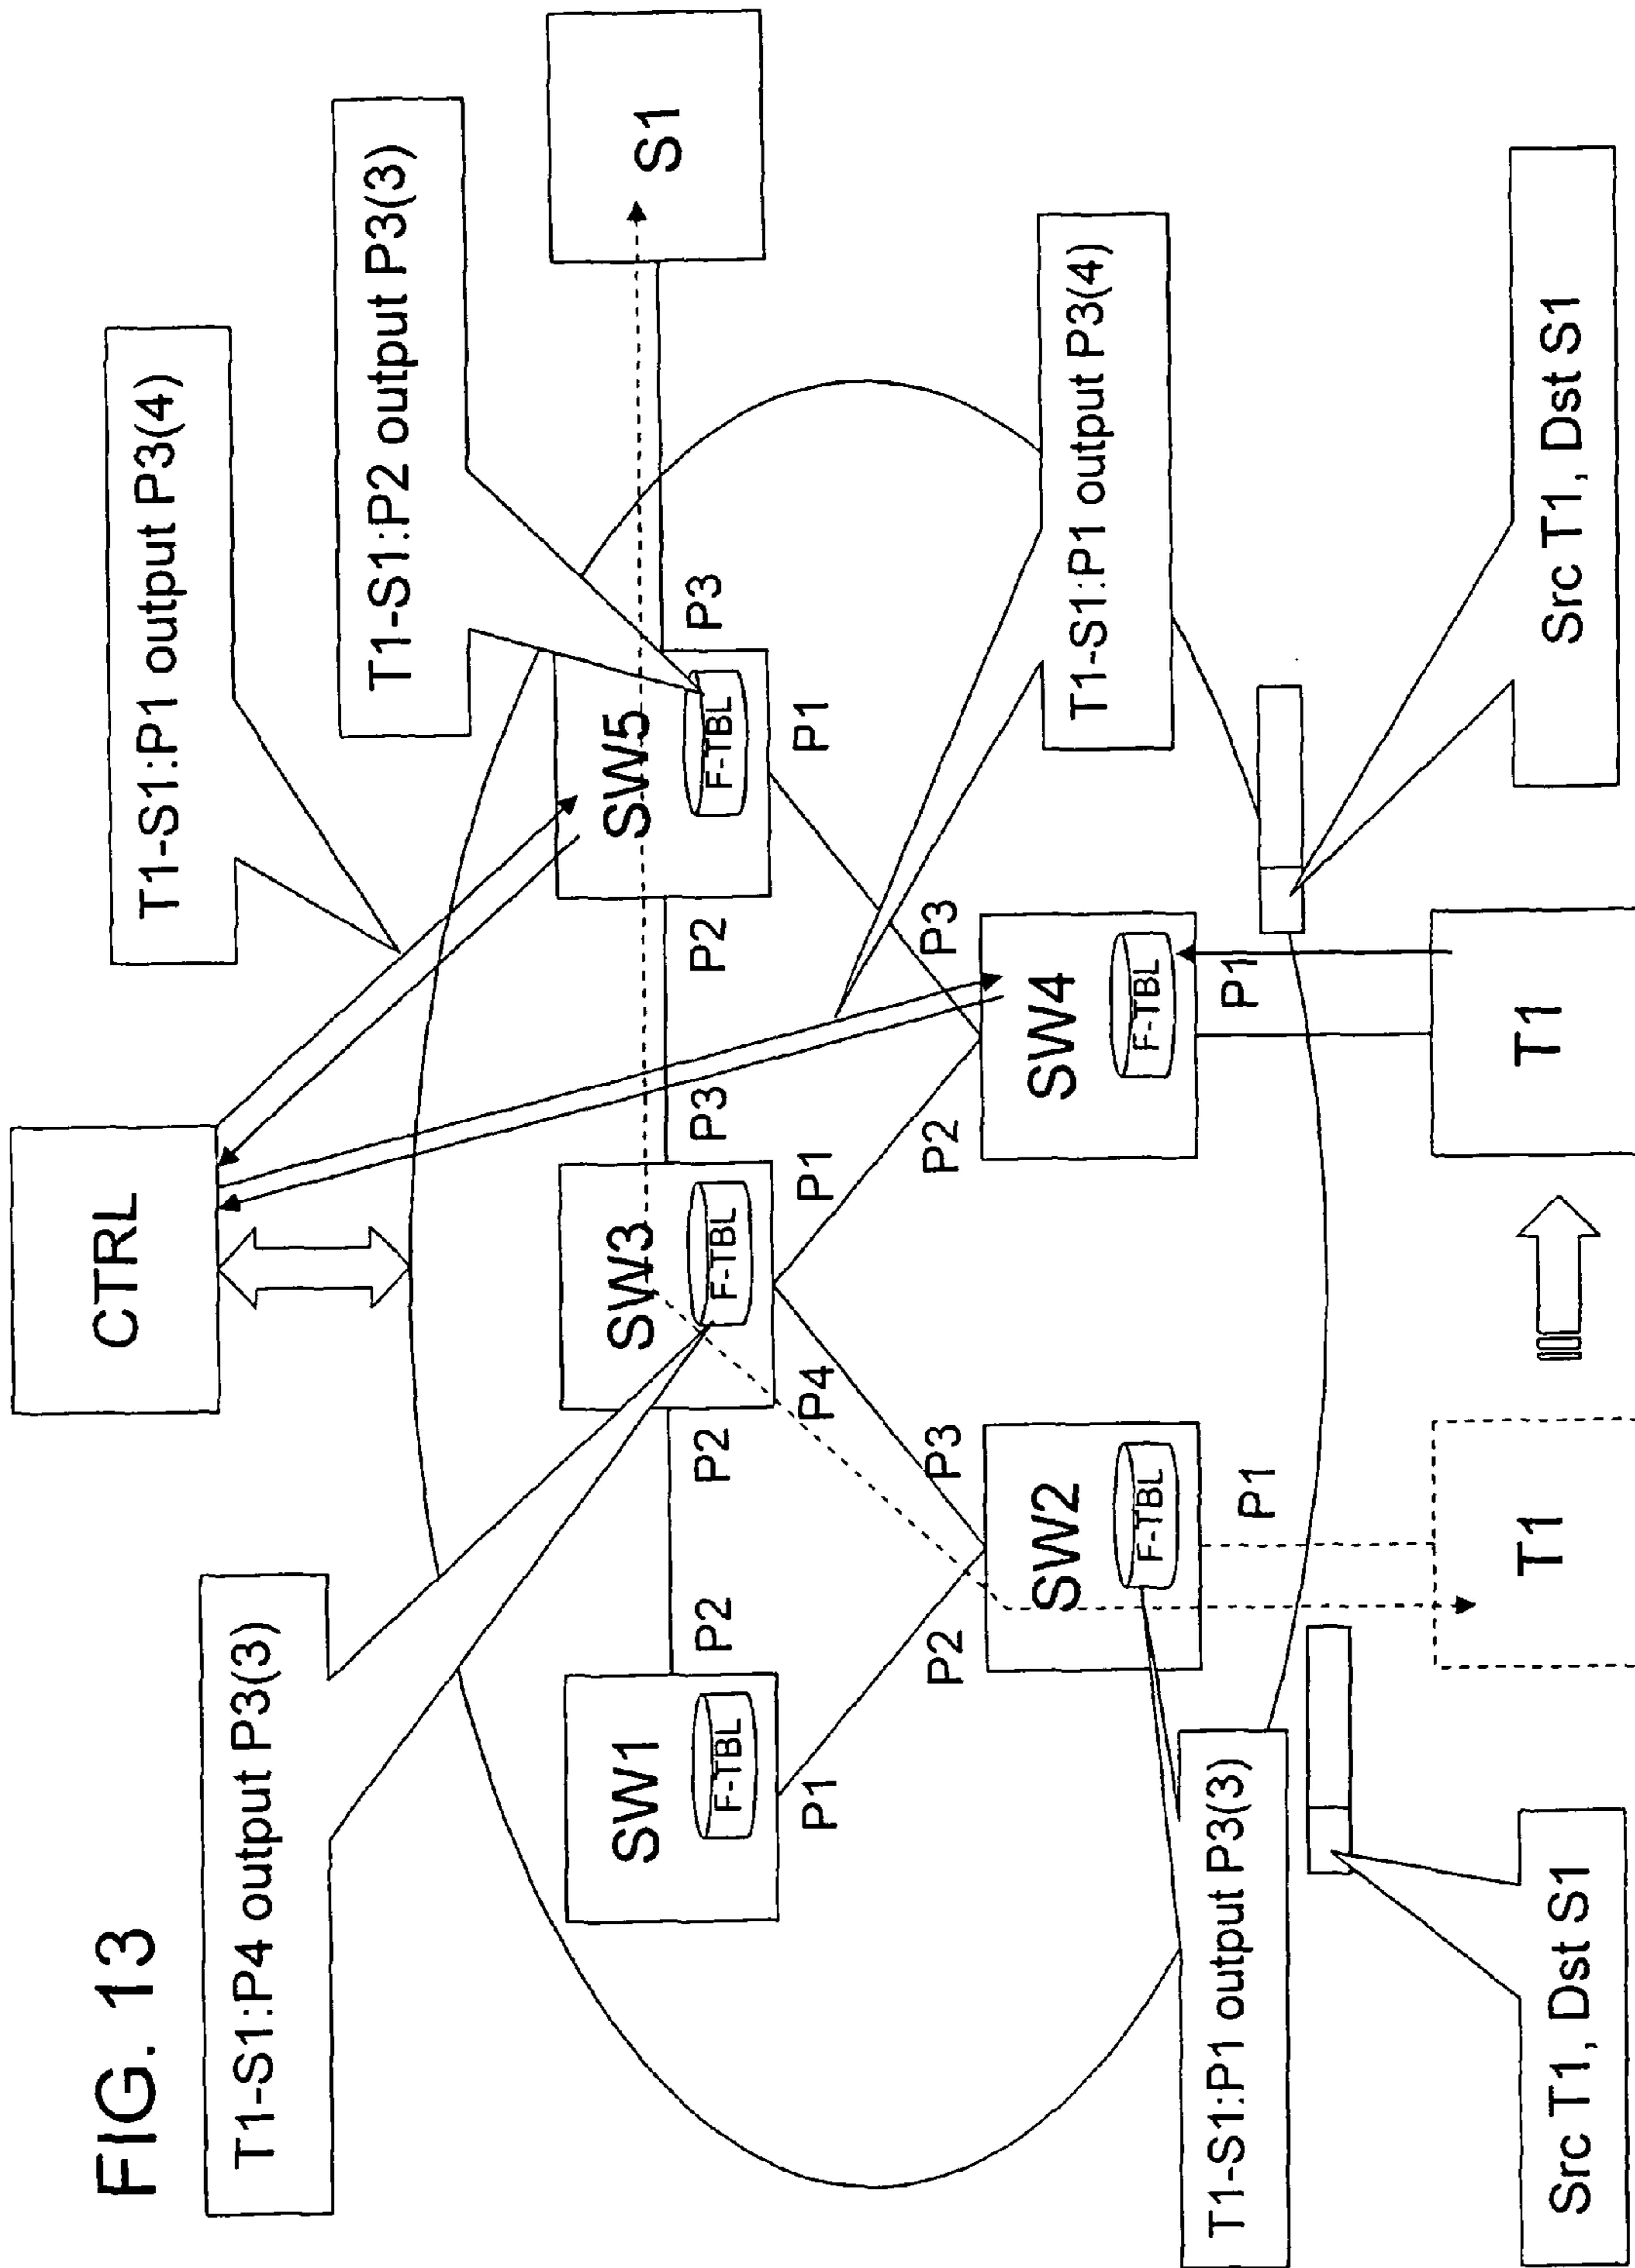 FIG. 13
CTRL
T1-S1:P1 output P3(4)
T1-S1:P4 output P3(3)
T1-S1:P2 output P3(3)
SW1
F-TBL
P1
P2
SW3
F-TBL
P2
P4
P1
P3
SW5
F-TBL
P2
P1
P3
S1
SW2
F-TBL
P2
P3
P1
SW4
F-TBL
P2
P3
P1
T1-S1:P1 output P3(4)
T1-S1:P1 output P3(3)
Src T1, Dst S1
T1
T1
Src T1, Dst S1